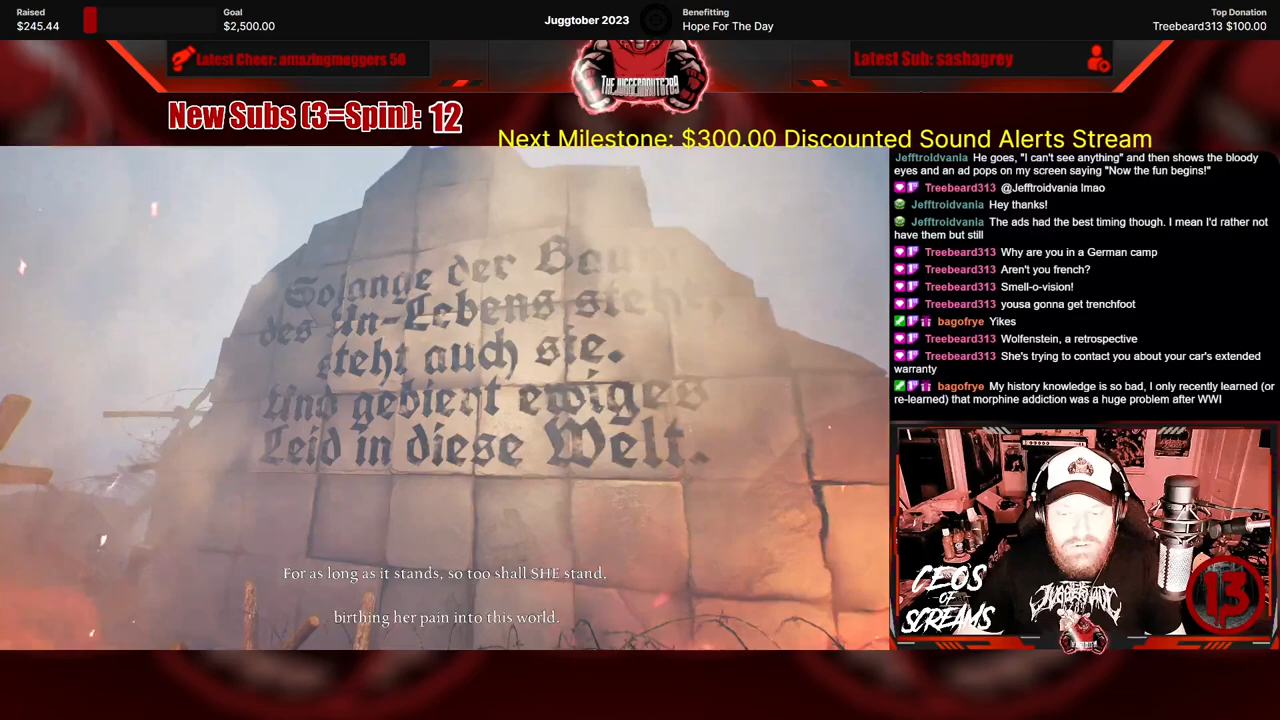 Raised
$245.44
Goal
$2,500.00
Juggtober 2023
Benefitting
Hope For The Day
Top Donation
Treebeard313 $100.00
Latest Cheer: amazingmeggers 50
THEJUGGERNAUT6789
Latest Sub: sashagrey
New Subs (3=Spin): 12
Next Milestone: $300.00 Discounted Sound Alerts Stream
Solange der Baum
des Un-Lebens steht,
steht auch sie.
Und gebiert ewiges
Leid in diese Welt.
For as long as it stands, so too shall SHE stand.
birthing her pain into this world.
Jefftroidvania He goes, "I can't see anything" and then shows the bloody
eyes and an ad pops on my screen saying "Now the fun begins!"
Treebeard313 @Jefftroidvania lmao
Jefftroidvania Hey thanks!
Jefftroidvania The ads had the best timing though. I mean I'd rather not
have them but still
Treebeard313 Why are you in a German camp
Treebeard313 Aren't you french?
Treebeard313 Smell-o-vision!
Treebeard313 yousa gonna get trenchfoot
bagofrye Yikes
Treebeard313 Wolfenstein, a retrospective
Treebeard313 She's trying to contact you about your car's extended
warranty
bagofrye My history knowledge is so bad, I only recently learned (or
re-learned) that morphine addiction was a huge problem after WWI
CEOS
OF
SCREAMS
THE
JUGGERNAUT
13